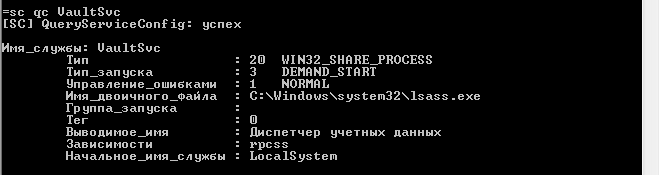 =sc qc VaultSvc
[SC] QueryServiceConfig: успех
Имя_службы: VaultSvc
Тип : 20 WIN32_SHARE_PROCESS
Тип_запуска : 3 DEMAND_START
Управление_ошибками : 1 NORMAL
Имя_двоичного_файла : C:\Windows\system32\lsass.exe
Группа_запуска :
Тег : 0
Выводимое_имя : Диспетчер учетных данных
Зависимости : rpcss
Начальное_имя_службы : LocalSystem